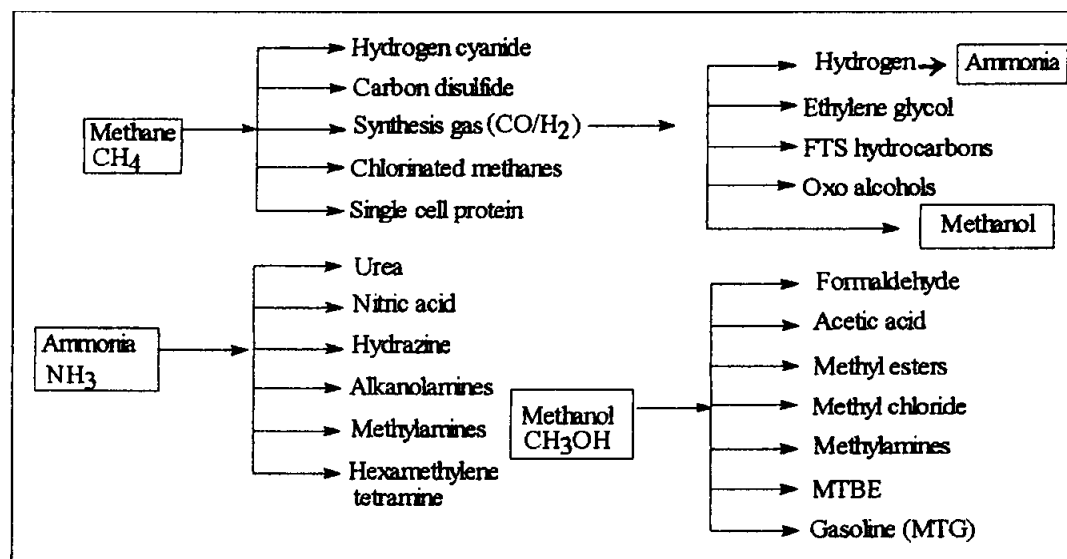 Hydrogen cyanide
Carbon disulfide
Methane
CH4
Synthesis gas (CO/H2)
Chlorinated methanes
Single cell protein
Hydrogen
Ammonia
Ethylene glycol
FTS hydrocarbons
Oxo alcohols
Methanol
Ammonia
NH3
Urea
Nitric acid
Hydrazine
Alkanolamines
Methylamines
Hexamethylene
tetramine
Methanol
CH3OH
Formaldehyde
Acetic acid
Methyl esters
Methyl chloride
Methylamines
MTBE
Gasoline (MTG)